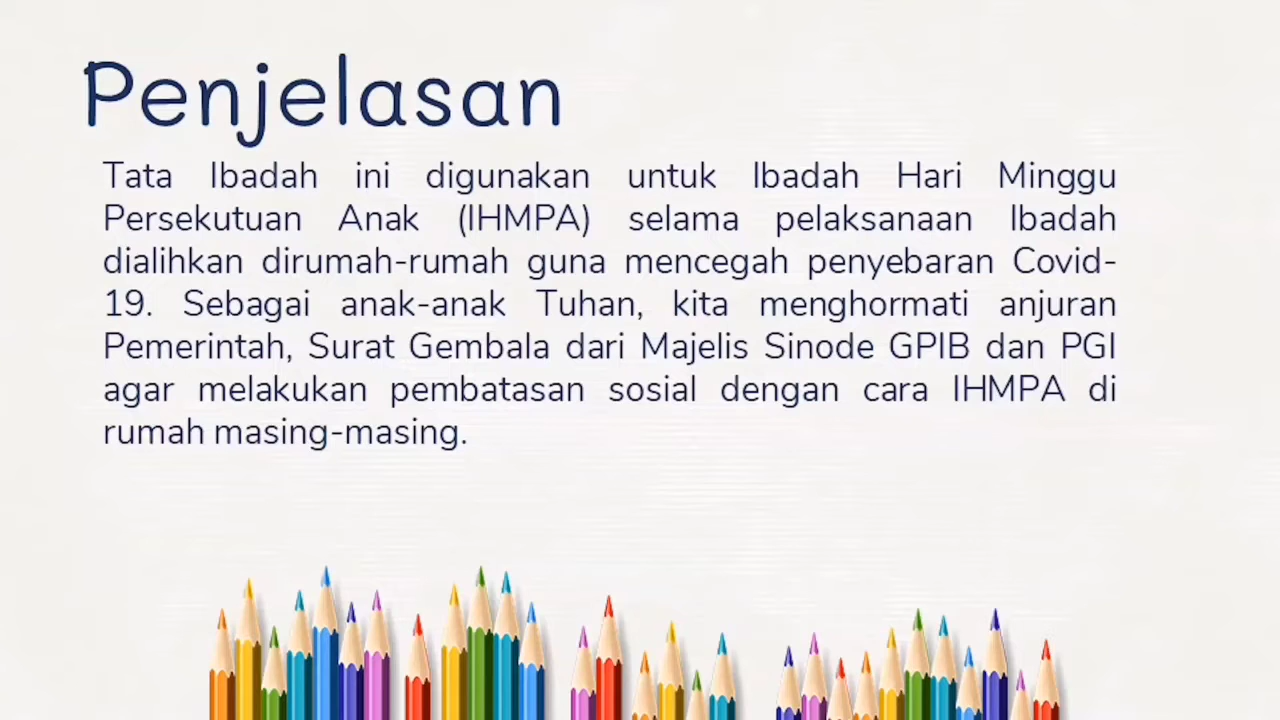 Penjelasan
Tata Ibadah ini digunakan untuk Ibadah Hari Minggu
Persekutuan Anak (IHMPA) selama pelaksanaan Ibadah
dialihkan dirumah-rumah guna mencegah penyebaran Covid-
19. Sebagai anak-anak Tuhan, kita menghormati anjuran
Pemerintah, Surat Gembala dari Majelis Sinode GPIB dan PGI
agar melakukan pembatasan sosial dengan cara IHMPA di
rumah masing-masing.